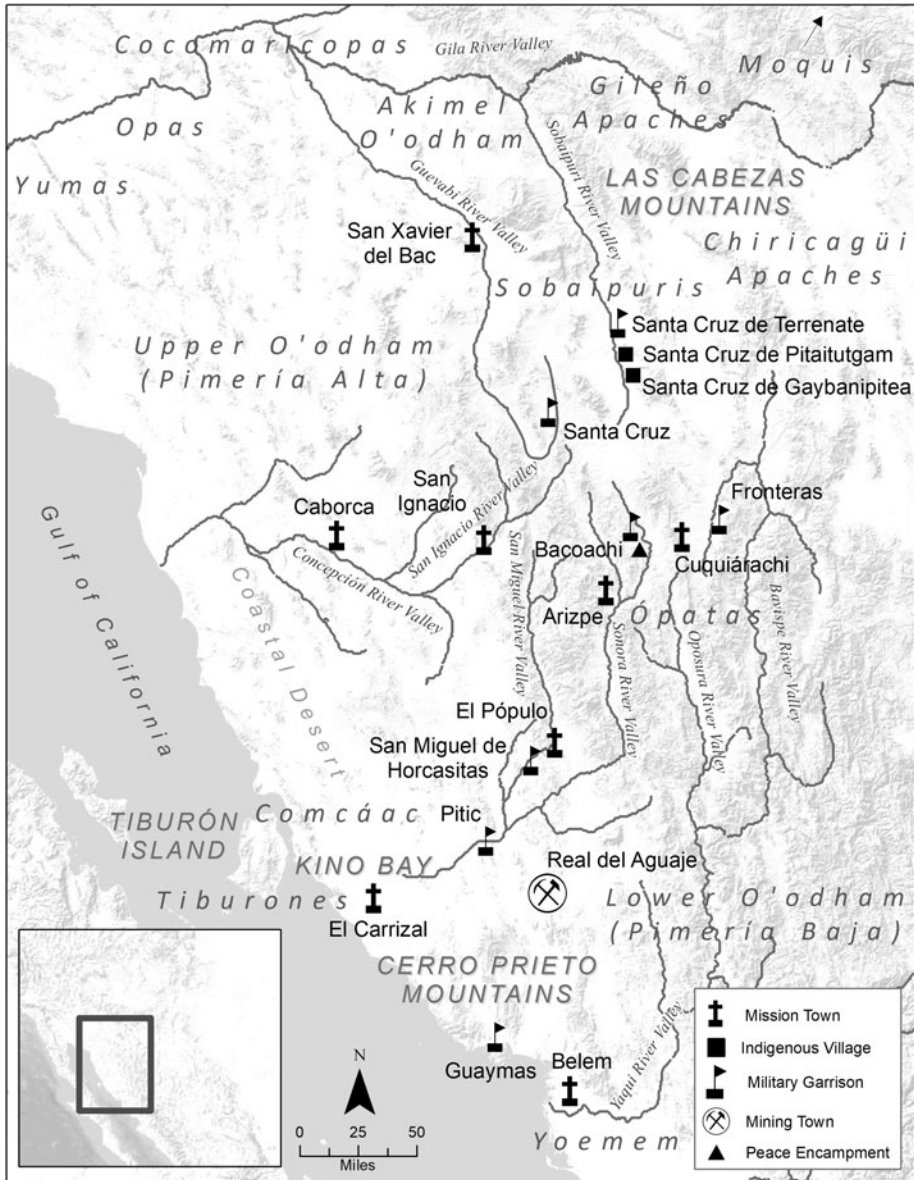 Cocomaricopas
Gila River Valley
Moquis
Opas
Akimel
O'odham
Gileño
Apaches
Yumas
Guevabi River Valley
Sobaipuri River Valley
LAS CABEZAS
MOUNTAINS
San Xavier
del Bac
Chiricagüi
Apaches
Sobaipuris
Santa Cruz de Terrenate
Santa Cruz de Pitaitutgam
Santa Cruz de Gaybanipitea
Upper O'odham
(Pimería Alta)
Santa Cruz
San
Ignacio
Caborca
San Ignacio River Valley
Fronteras
Bacoachi
Cuquiárachi
Gulf of California
Coastal Desert
Concepción River Valley
San Miguel River Valley
Arizpe
Ópatas
Sonora River Valley
Oposura River Valley
Bavispe River Valley
El Pópulo
San Miguel de
Horcasitas
Comcáac
Pitic
TIBURÓN
ISLAND
KINO BAY
Real del Aguaje
Tiburones
El Carrizal
Lower O'odham
(Pimería Baja)
CERRO PRIETO
MOUNTAINS
Guaymas
Belem
Yaqui River Valley
Yoemem
N
0 25 50
Miles
Mission Town
Indigenous Village
Military Garrison
Mining Town
Peace Encampment